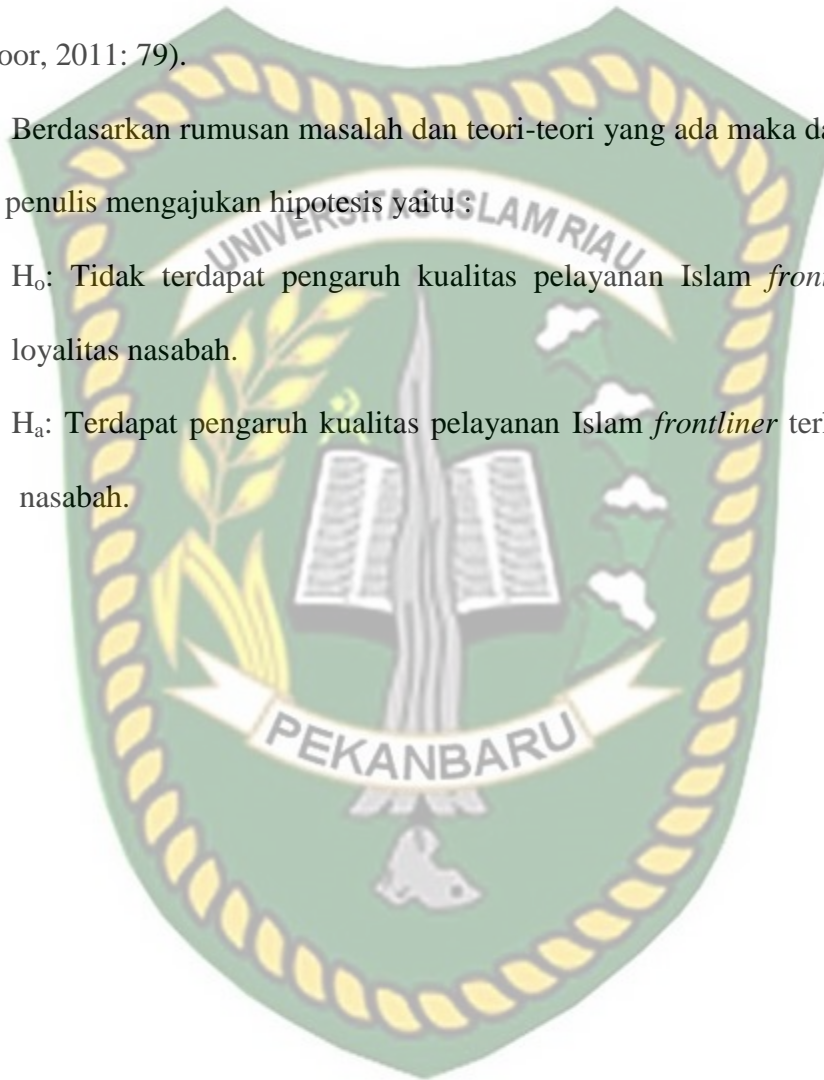 oor, 2011: 79).
Berdasarkan rumusan masalah dan teori-teori yang ada maka da
penulis mengajukan hipotesis yaitu :
UNIVERSITAS ISLAM RIAU
Ho: Tidak terdapat pengaruh kualitas pelayanan Islam front
loyalitas nasabah.
Ha: Terdapat pengaruh kualitas pelayanan Islam frontliner ter
nasabah.
PEKANBARU